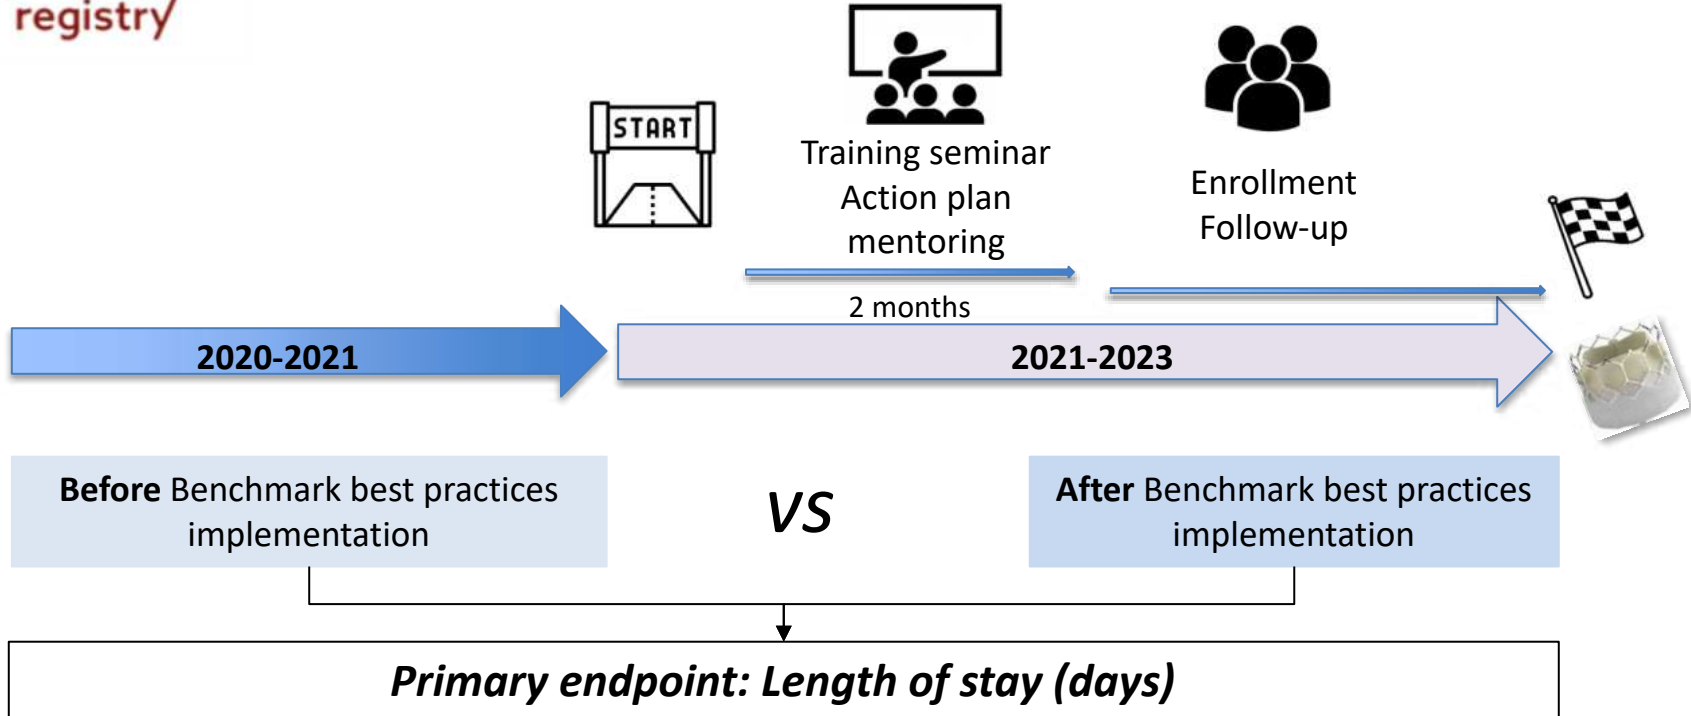 registry
START
Training seminar
Action plan
mentoring
Enrollment
Follow-up
2 months
2020-2021
2021-2023
Before Benchmark best practices
implementation
VS
After Benchmark best practices
implementation
Primary endpoint: Length of stay (days)